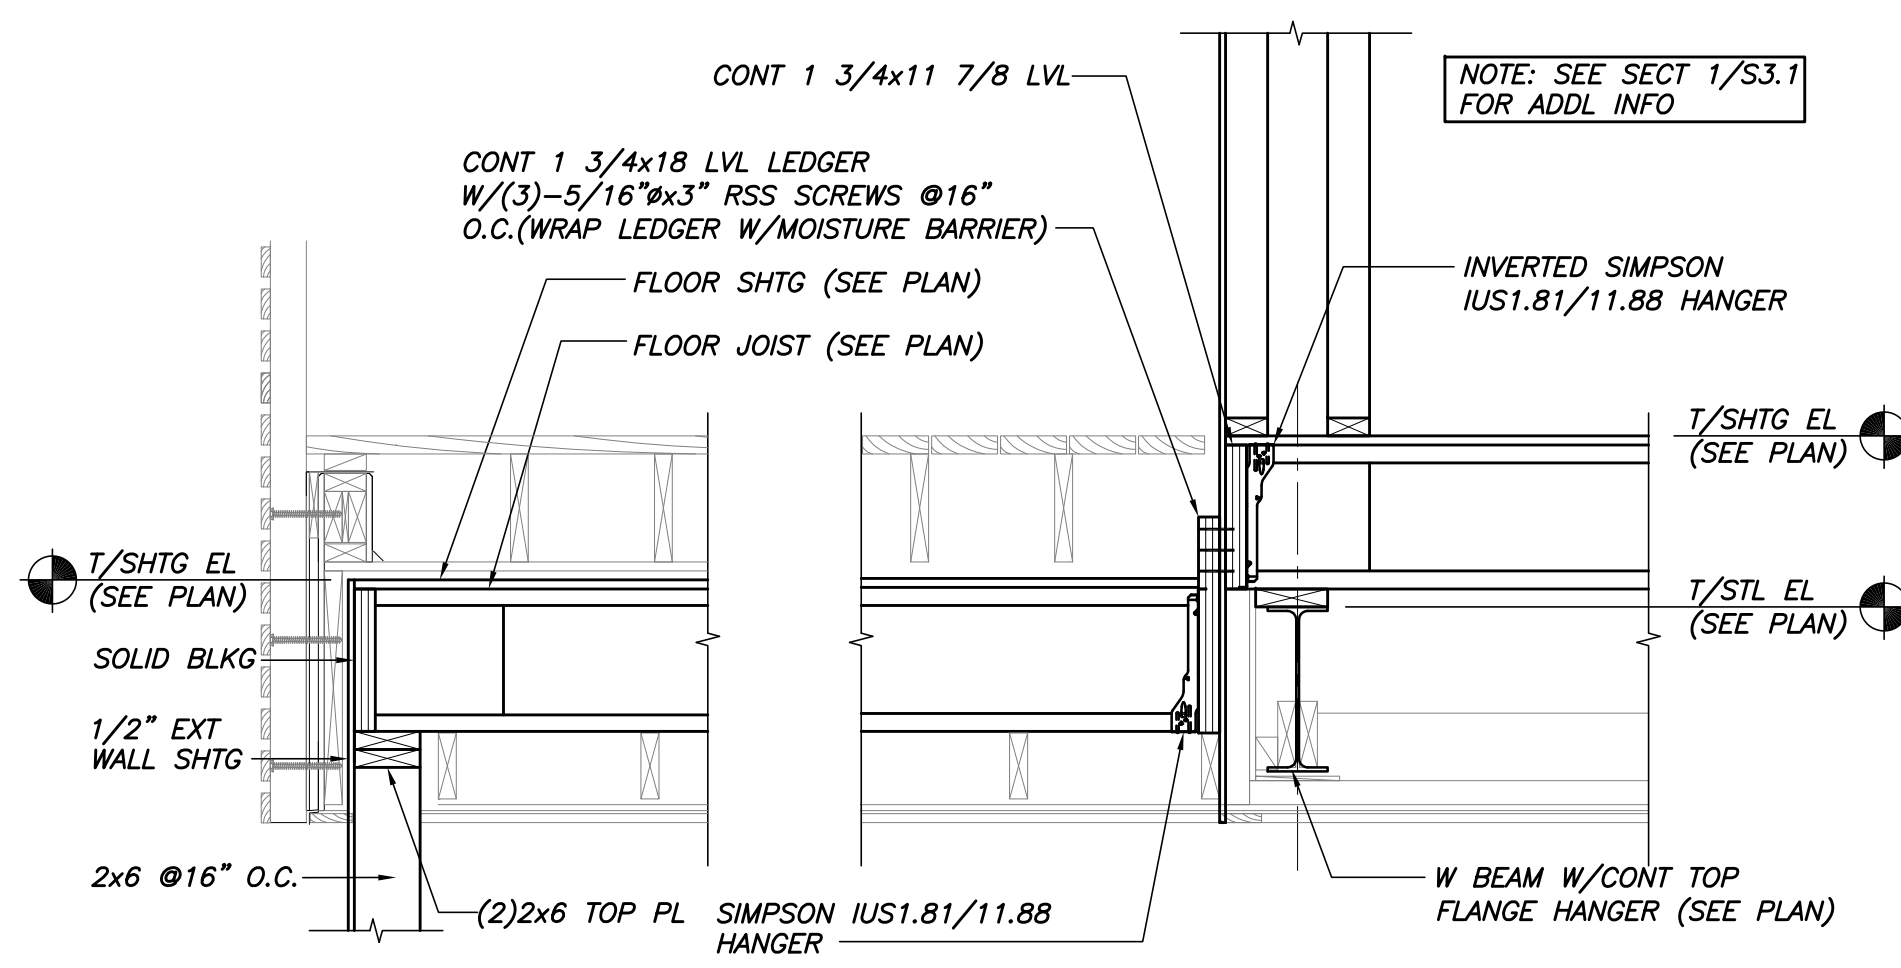 CONT 1 3/4x11 7/8 LVL
NOTE: SEE SECT 1/S3.1
FOR ADDL INFO
CONT 1 3/4x18 LVL LEDGER
W/(3)-5/16"øx3" RSS SCREWS @16"
O.C.(WRAP LEDGER W/MOISTURE BARRIER)
FLOOR SHTG (SEE PLAN)
FLOOR JOIST (SEE PLAN)
INVERTED SIMPSON
IUS1.81/11.88 HANGER
T/SHTG EL
(SEE PLAN)
T/SHTG EL
(SEE PLAN)
T/STL EL
(SEE PLAN)
SOLID BLKG
1/2" EXT
WALL SHTG
2x6 @16" O.C.
(2)2x6 TOP PL
SIMPSON IUS1.81/11.88
HANGER
W BEAM W/CONT TOP
FLANGE HANGER (SEE PLAN)